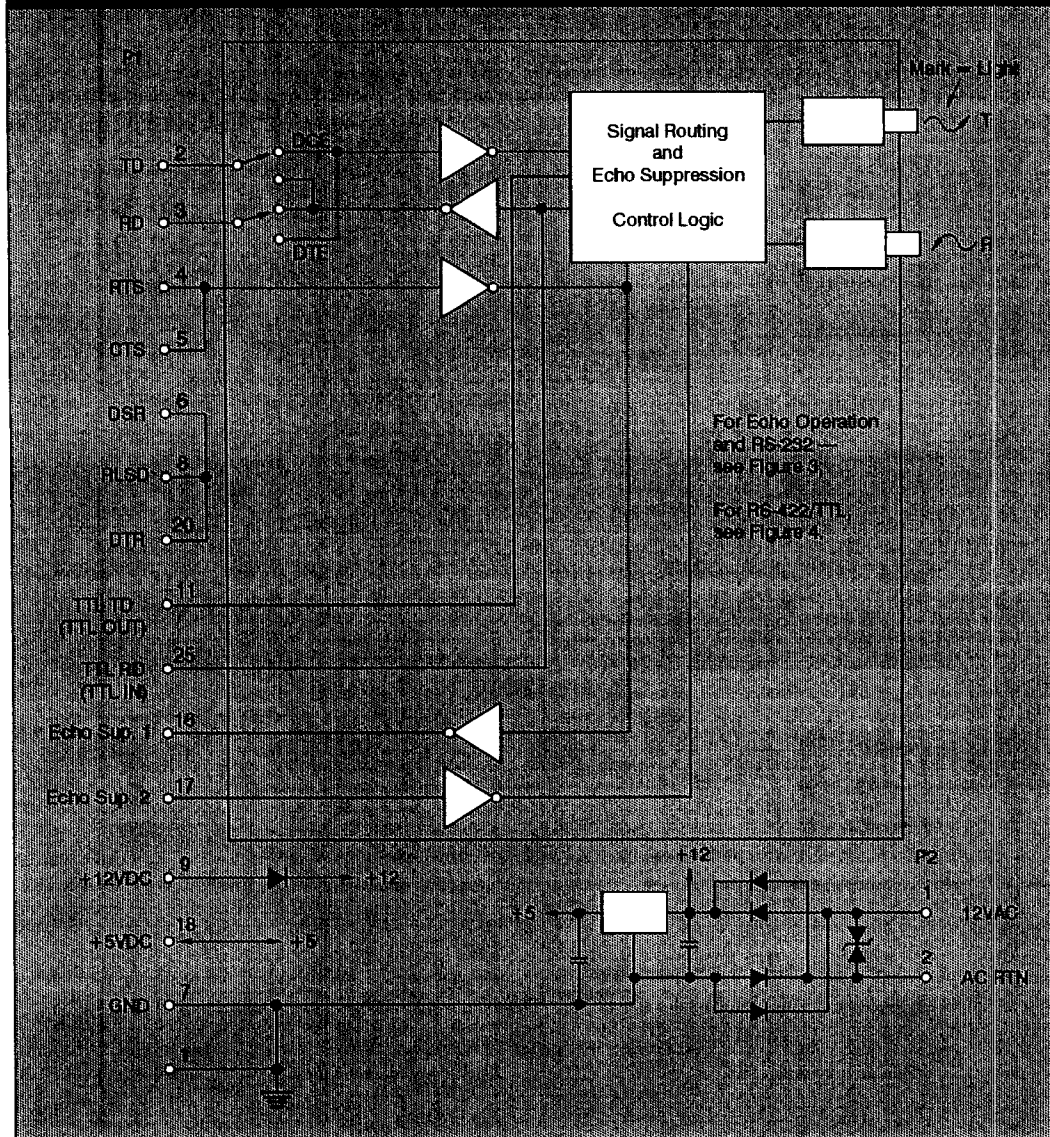 P1
Mark = Light
DCE
Signal Routing
and
Echo Suppression
Control Logic
T
TD 2
RD 3
DTE
R
RTS 4
CTS 5
DSR 6
RLSD 8
DTR 20
For Echo Operation
and RS-232 —
see Figure 3.
For RS-422/TTL,
see Figure 4.
TTL TD 11
(TTL OUT)
TTL RD 25
(TTL IN)
Echo Sup. 1 16
Echo Sup. 2 17
+12VDC 9 +12
+12
P2
+5
1
12VAC
+5VDC 18 +5
2
AC RTN
GND 7
1